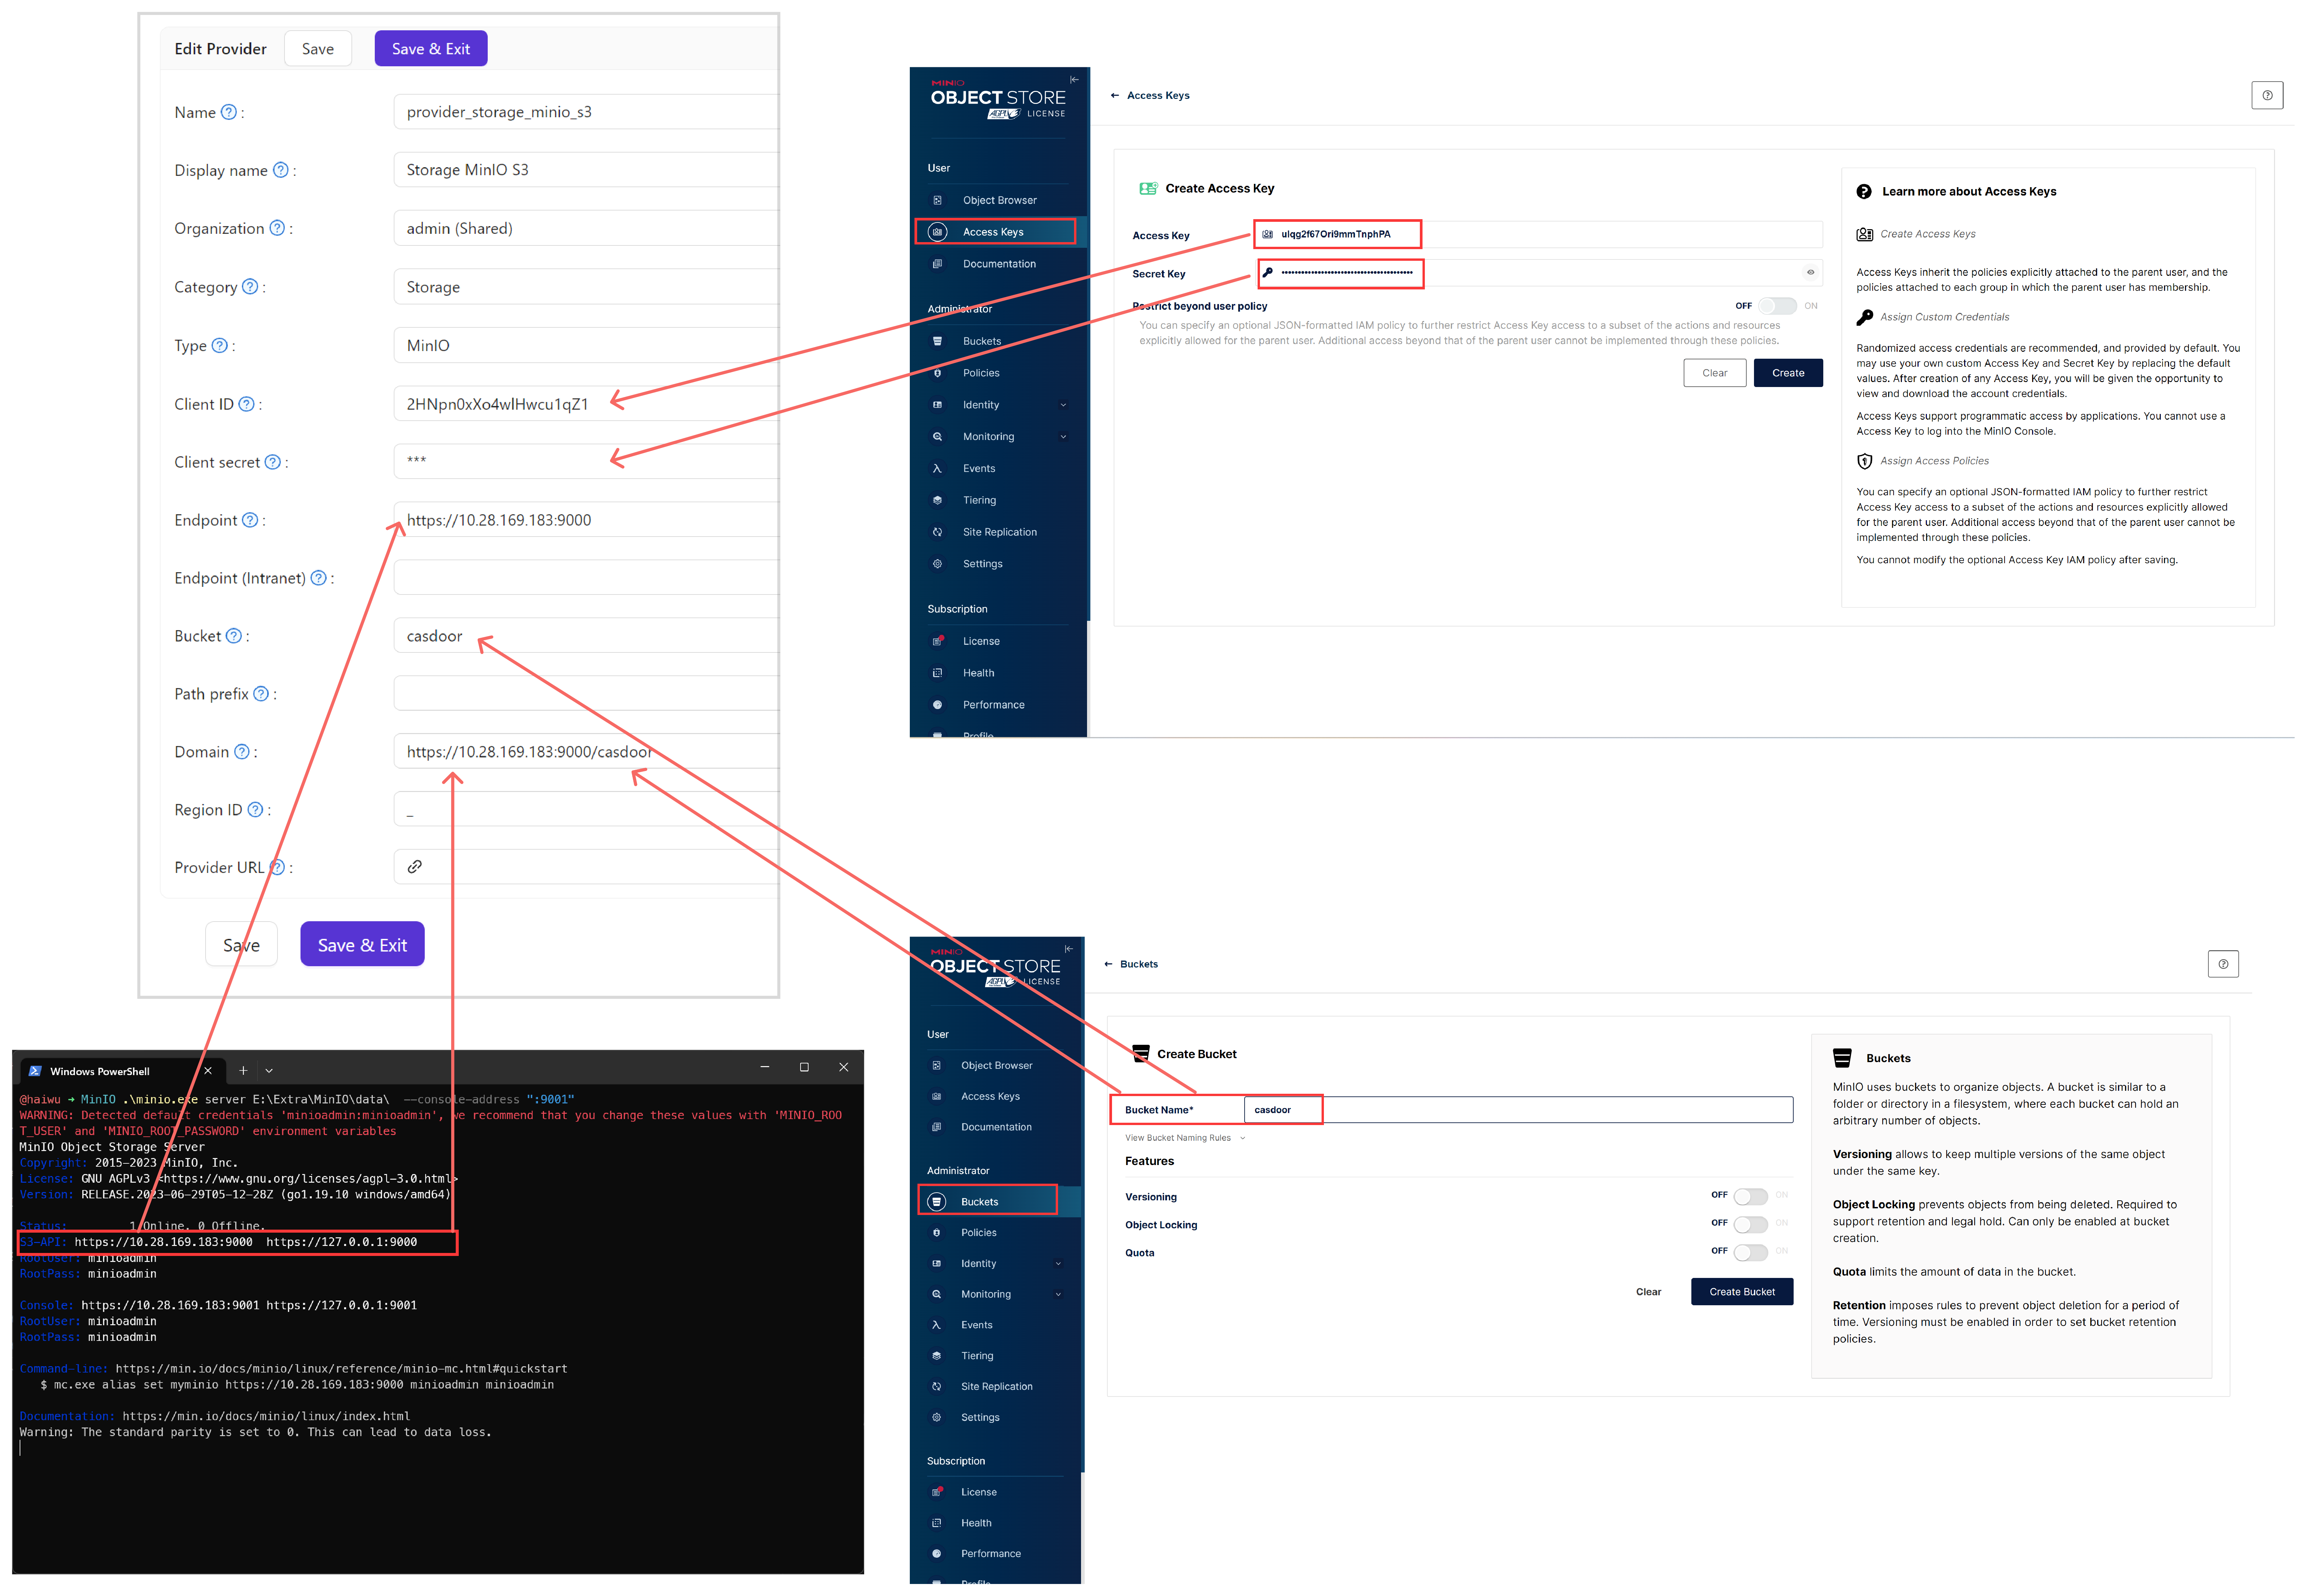 Edit Provider Save Save & Exit
Name ? :
provider_storage_minio_s3
Display name ? :
Storage MinIO S3
Organization ? :
admin (Shared)
Category ? :
Storage
Type ? :
MinIO
Client ID ? :
2HNpn0xXo4wlHwcu1qZ1
Client secret ? :
***
Endpoint ? :
https://10.28.169.183:9000
Endpoint (Intranet) ? :
Bucket ? :
casdoor
Path prefix ? :
Domain ? :
https://10.28.169.183:9000/casdoor
Region ID ? :
_
Provider URL ? :
Save Save & Exit
MINIO
OBJECT STORE
AGPLv3 LICENSE
User
Object Browser
Access Keys
Documentation
Administrator
Buckets
Policies
Identity
Monitoring
Events
Tiering
Site Replication
Settings
Subscription
License
Health
Performance
Profile
← Access Keys
Create Access Key
Access Key
ulqg2f67Ori9mmTnphPA
Secret Key
••••••••••••••••••••••••••••••••••••••••
Restrict beyond user policy
OFF ON
You can specify an optional JSON-formatted IAM policy to further restrict Access Key access to a subset of the actions and resources
explicitly allowed for the parent user. Additional access beyond that of the parent user cannot be implemented through these policies.
Clear Create
Learn more about Access Keys
Create Access Keys
Access Keys inherit the policies explicitly attached to the parent user, and the
policies attached to each group in which the parent user has membership.
Assign Custom Credentials
Randomized access credentials are recommended, and provided by default. You
may use your own custom Access Key and Secret Key by replacing the default
values. After creation of any Access Key, you will be given the opportunity to
view and download the account credentials.
Access Keys support programmatic access by applications. You cannot use a
Access Key to log into the MinIO Console.
Assign Access Policies
You can specify an optional JSON-formatted IAM policy to further restrict
Access Key access to a subset of the actions and resources explicitly allowed
for the parent user. Additional access beyond that of the parent user cannot be
implemented through these policies.
You cannot modify the optional Access Key IAM policy after saving.
Windows PowerShell
@haiwu → MinIO .\minio.exe server E:\Extra\MinIO\data\ --console-address ":9001"
WARNING: Detected default credentials 'minioadmin:minioadmin', we recommend that you change these values with 'MINIO_ROO
T_USER' and 'MINIO_ROOT_PASSWORD' environment variables
MinIO Object Storage Server
Copyright: 2015-2023 MinIO, Inc.
License: GNU AGPLv3 <https://www.gnu.org/licenses/agpl-3.0.html>
Version: RELEASE.2023-06-29T05-12-28Z (go1.19.10 windows/amd64)
Status: 1 Online, 0 Offline.
S3-API: https://10.28.169.183:9000 https://127.0.0.1:9000
RootUser: minioadmin
RootPass: minioadmin
Console: https://10.28.169.183:9001 https://127.0.0.1:9001
RootUser: minioadmin
RootPass: minioadmin
Command-line: https://min.io/docs/minio/linux/reference/minio-mc.html#quickstart
$ mc.exe alias set myminio https://10.28.169.183:9000 minioadmin minioadmin
Documentation: https://min.io/docs/minio/linux/index.html
Warning: The standard parity is set to 0. This can lead to data loss.
MINIO
OBJECT STORE
AGPLv3 LICENSE
User
Object Browser
Access Keys
Documentation
Administrator
Buckets
Policies
Identity
Monitoring
Events
Tiering
Site Replication
Settings
Subscription
License
Health
Performance
Profile
← Buckets
Create Bucket
Bucket Name*
casdoor
View Bucket Naming Rules
Features
Versioning
OFF ON
Object Locking
OFF ON
Quota
OFF ON
Clear Create Bucket
Buckets
MinIO uses buckets to organize objects. A bucket is similar to a
folder or directory in a filesystem, where each bucket can hold an
arbitrary number of objects.
Versioning allows to keep multiple versions of the same object
under the same key.
Object Locking prevents objects from being deleted. Required to
support retention and legal hold. Can only be enabled at bucket
creation.
Quota limits the amount of data in the bucket.
Retention imposes rules to prevent object deletion for a period of
time. Versioning must be enabled in order to set bucket retention
policies.